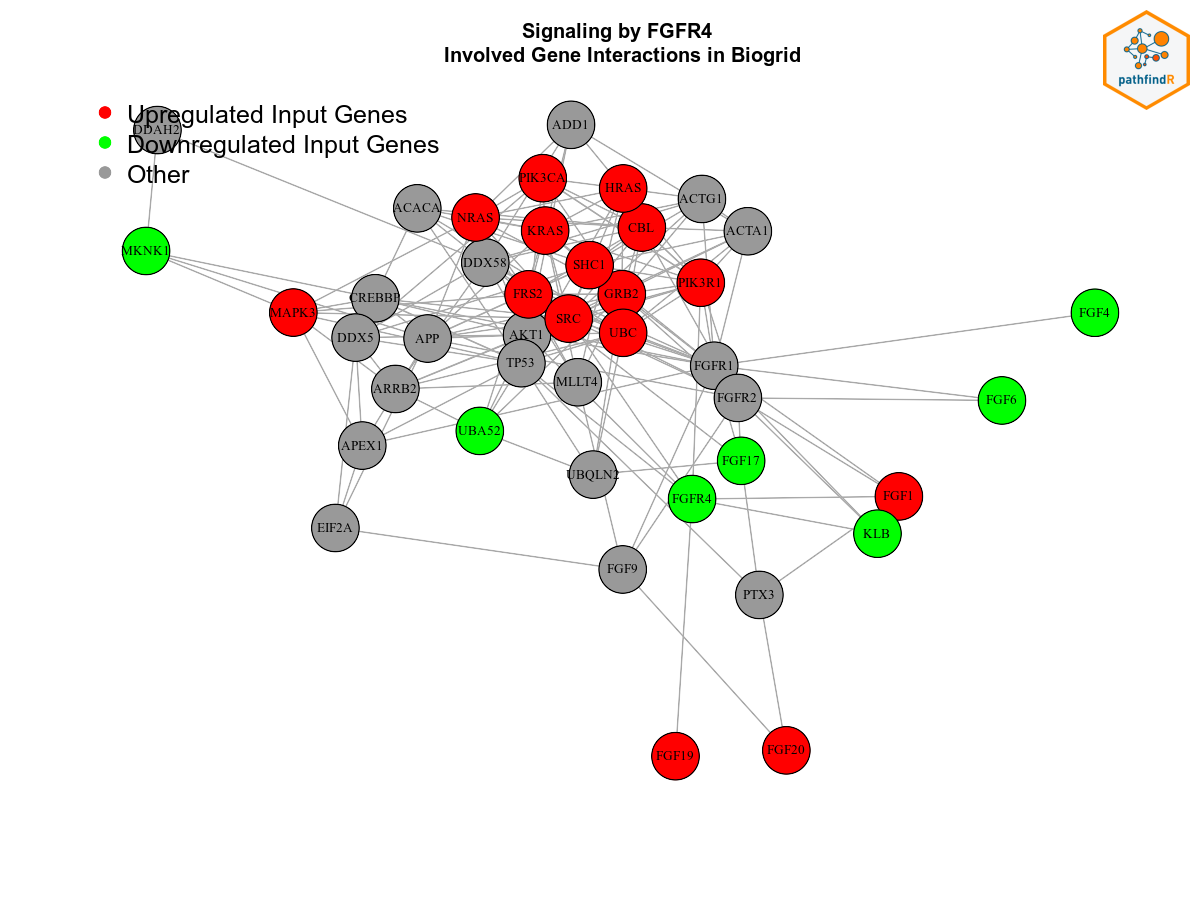 Signaling by FGFR4
Involved Gene Interactions in Biogrid
pathfindR
Upregulated Input Genes
Downregulated Input Genes
Other
DDAH2
ADD1
PIK3CA
HRAS
ACTG1
ACACA
NRAS
KRAS
CBL
ACTA1
MKNK1
DDX58
SHC1
PIK3R1
CREBBP
FRS2
GRB2
MAPK3
SRC
FGF4
DDX5
APP
AKT1
UBC
TP53
FGFR1
ARRB2
MLLT4
FGFR2
FGF6
UBA52
APEX1
FGF17
UBQLN2
FGFR4
FGF1
EIF2A
KLB
FGF9
PTX3
FGF19
FGF20